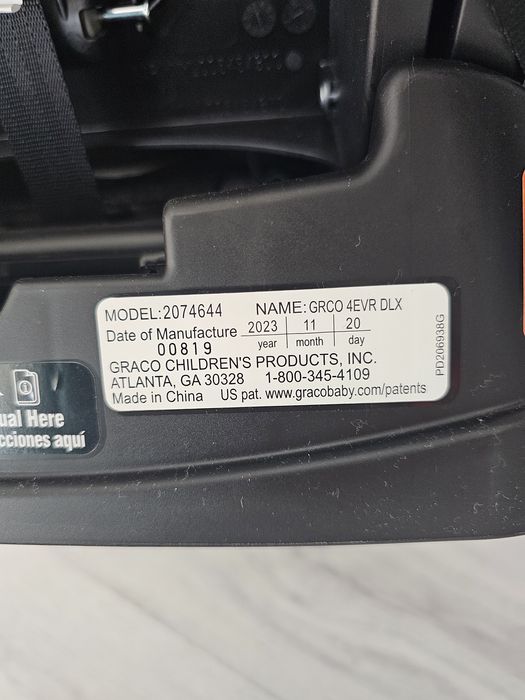 MODEL:2074644 NAME: GRCO 4EVR DLX
Date of Manufacture 2023 11 20
00819 year month day
GRACO CHILDREN'S PRODUCTS, INC.
ATLANTA, GA 30328 1-800-345-4109
Made in China US pat. www.gracobaby.com/patents
PD206938G
Here
aquí